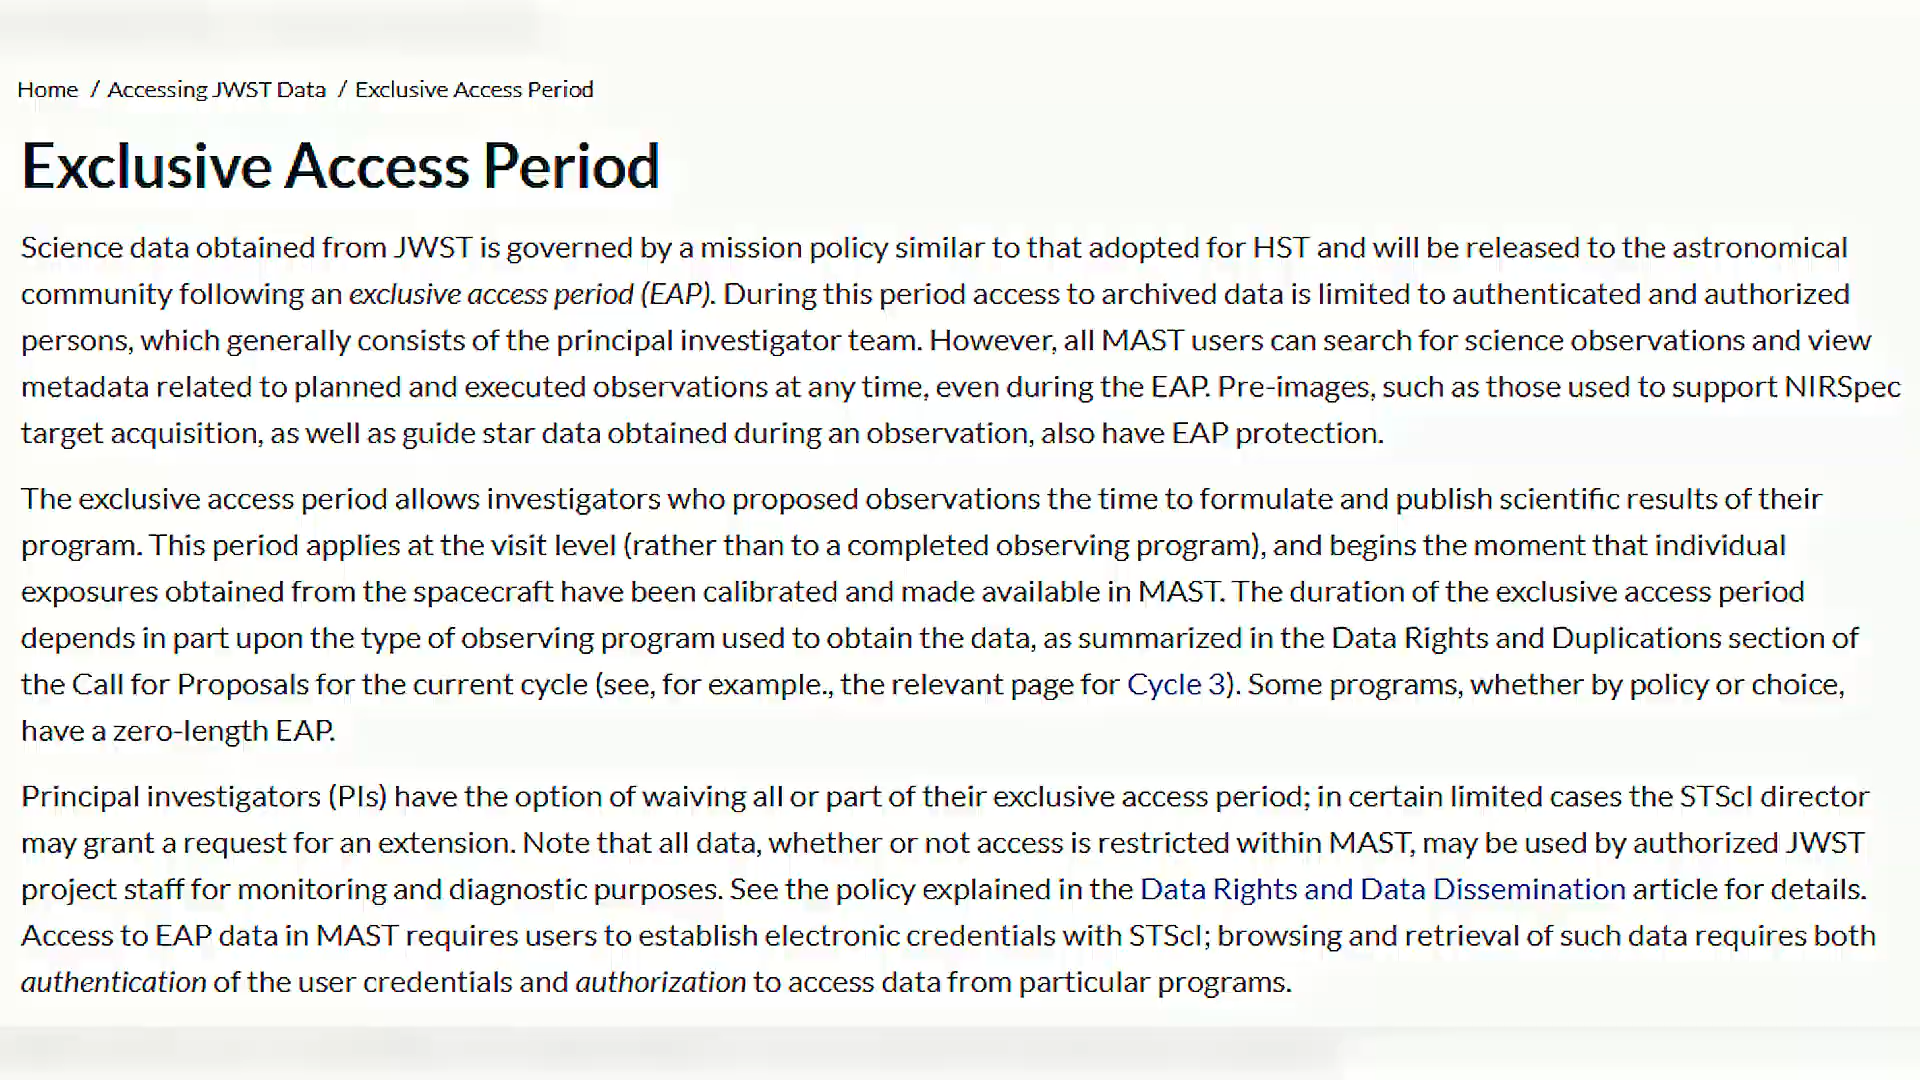 Home / Accessing JWST Data / Exclusive Access Period
Exclusive Access Period
Science data obtained from JWST is governed by a mission policy similar to that adopted for HST and will be released to the astronomical
community following an exclusive access period (EAP). During this period access to archived data is limited to authenticated and authorized
persons, which generally consists of the principal investigator team. However, all MAST users can search for science observations and view
metadata related to planned and executed observations at any time, even during the EAP. Pre-images, such as those used to support NIRSpec
target acquisition, as well as guide star data obtained during an observation, also have EAP protection.
The exclusive access period allows investigators who proposed observations the time to formulate and publish scientific results of their
program. This period applies at the visit level (rather than to a completed observing program), and begins the moment that individual
exposures obtained from the spacecraft have been calibrated and made available in MAST. The duration of the exclusive access period
depends in part upon the type of observing program used to obtain the data, as summarized in the Data Rights and Duplications section of
the Call for Proposals for the current cycle (see, for example., the relevant page for Cycle 3). Some programs, whether by policy or choice,
have a zero-length EAP.
Principal investigators (PIs) have the option of waiving all or part of their exclusive access period; in certain limited cases the STScI director
may grant a request for an extension. Note that all data, whether or not access is restricted within MAST, may be used by authorized JWST
project staff for monitoring and diagnostic purposes. See the policy explained in the Data Rights and Data Dissemination article for details.
Access to EAP data in MAST requires users to establish electronic credentials with STScI; browsing and retrieval of such data requires both
authentication of the user credentials and authorization to access data from particular programs.